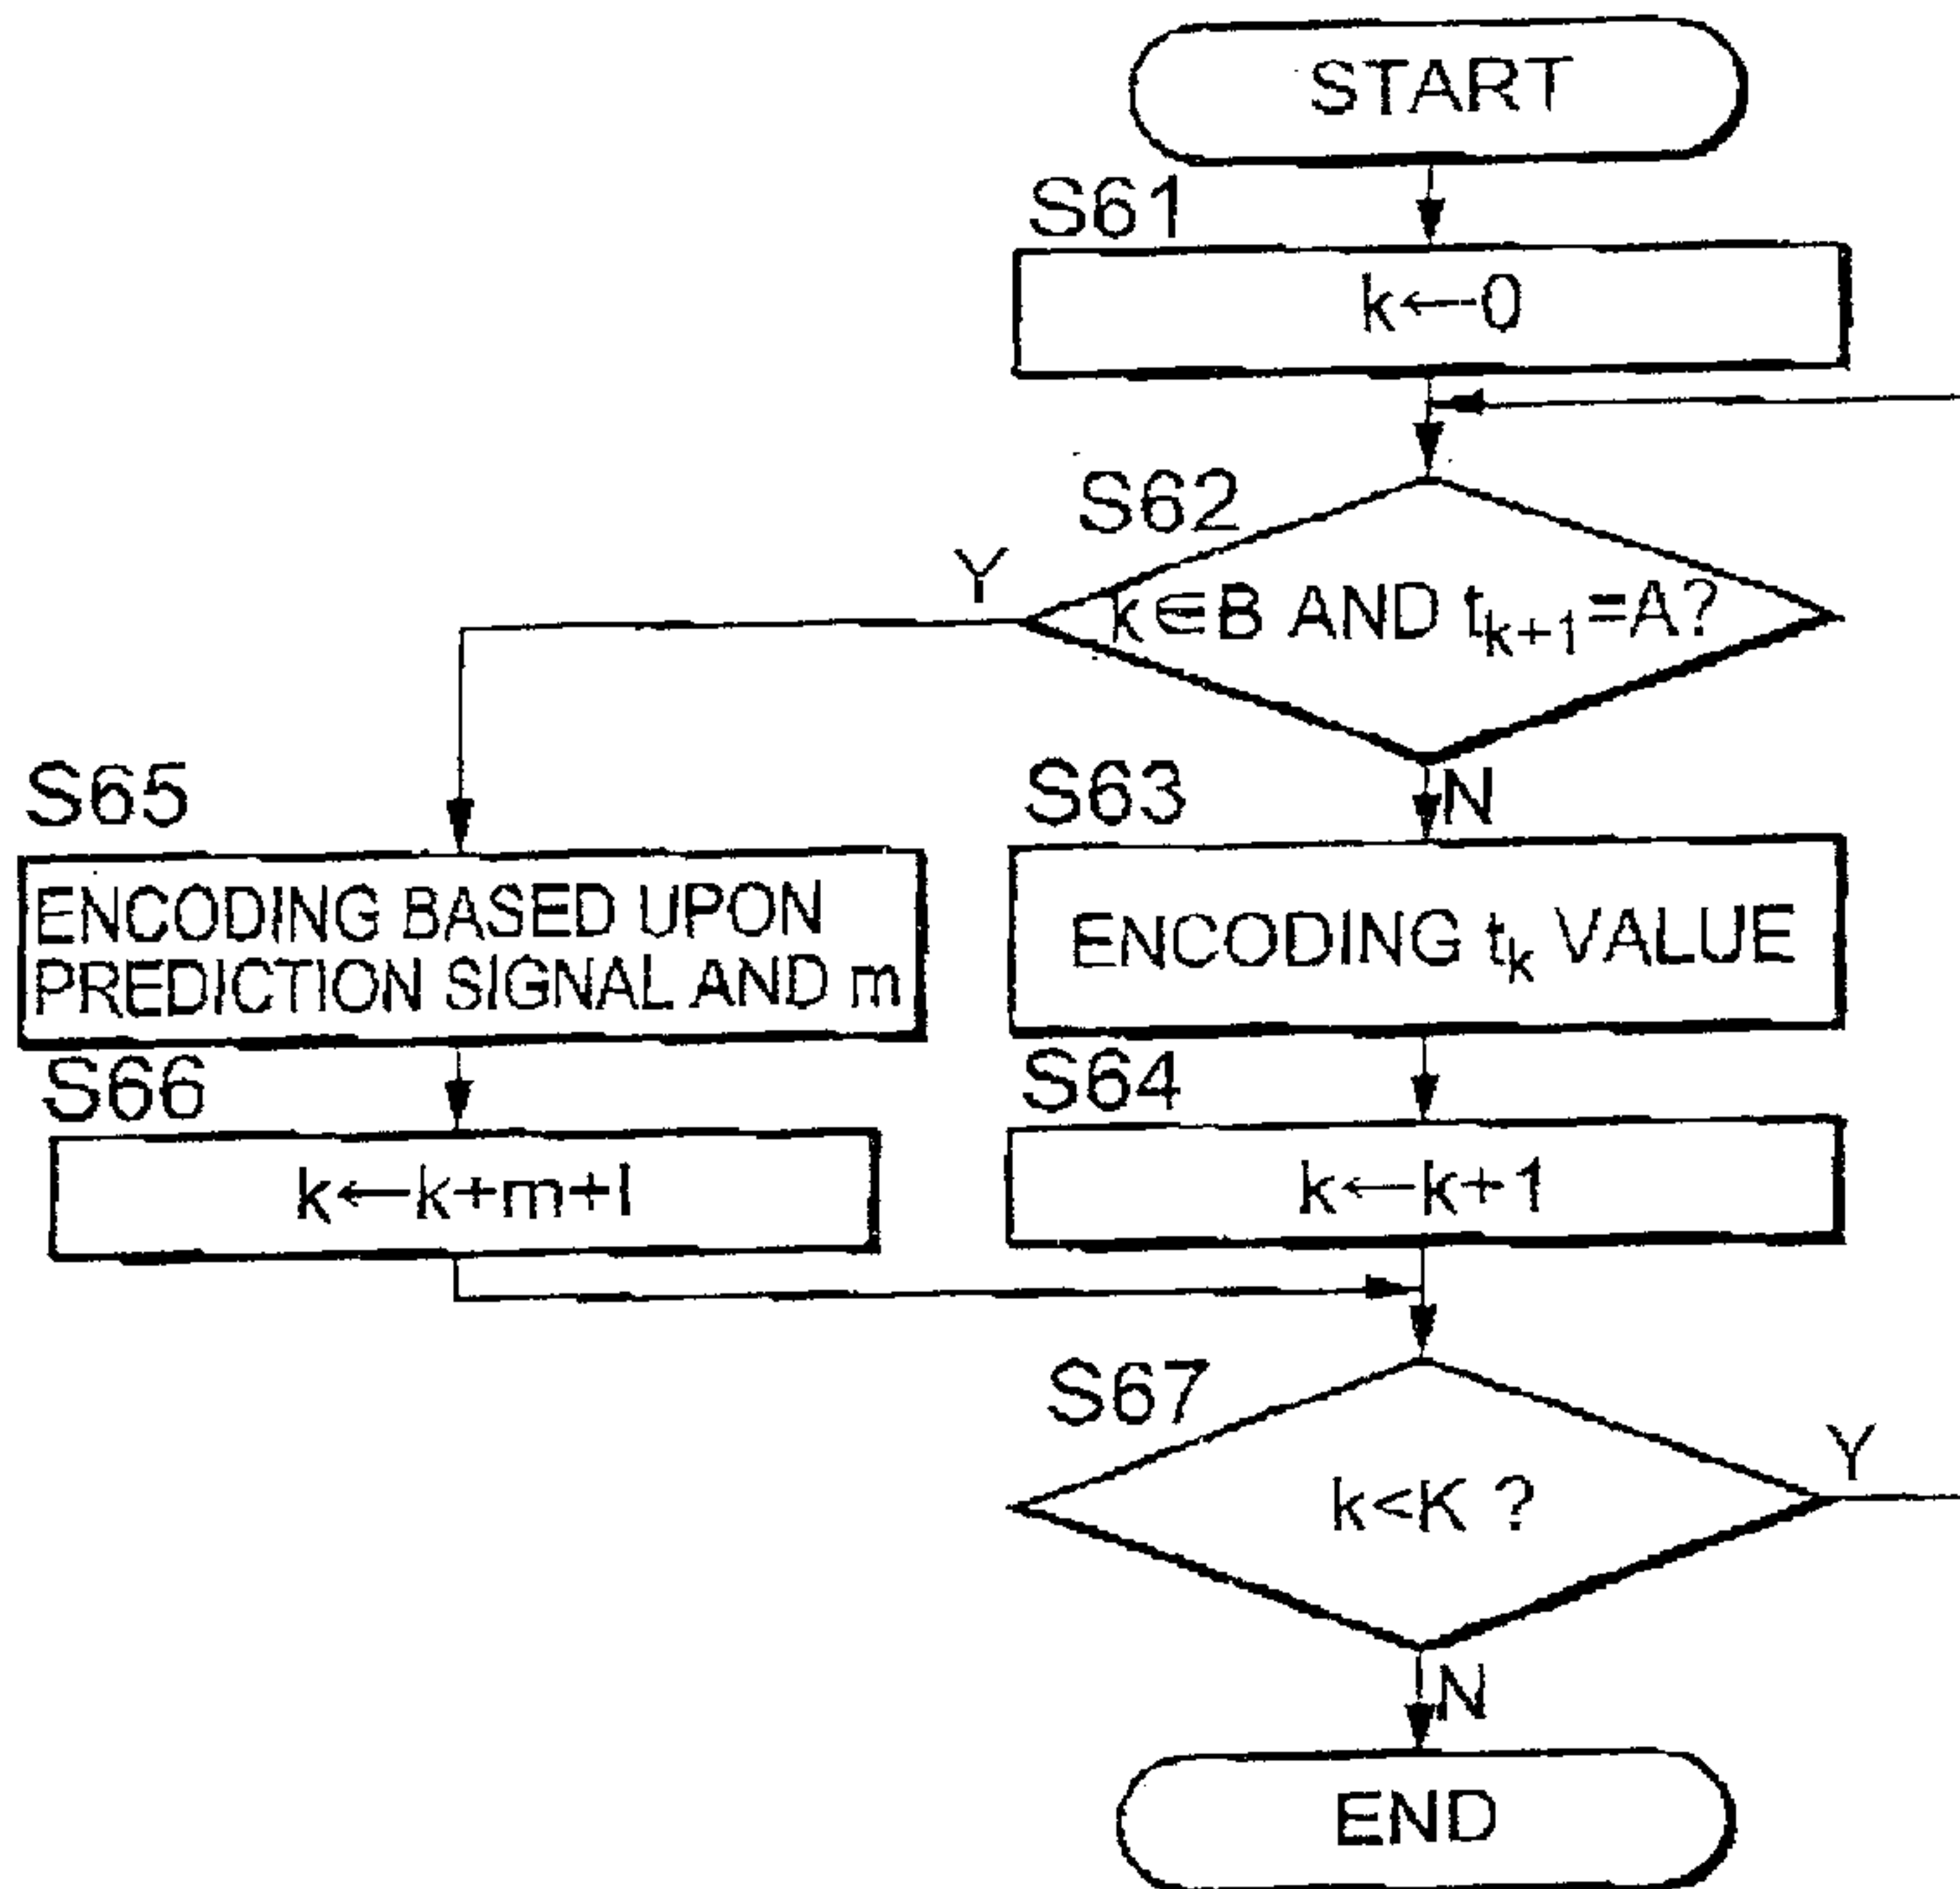 START
S61
k←0
S62
Y
k∈B AND tₖ₊₁=A?
N
S63
ENCODING tₖ VALUE
S64
k←k+1
S65
ENCODING BASED UPON
PREDICTION SIGNAL AND m
S66
k←k+m+l
S67
k<K ?
Y
N
END